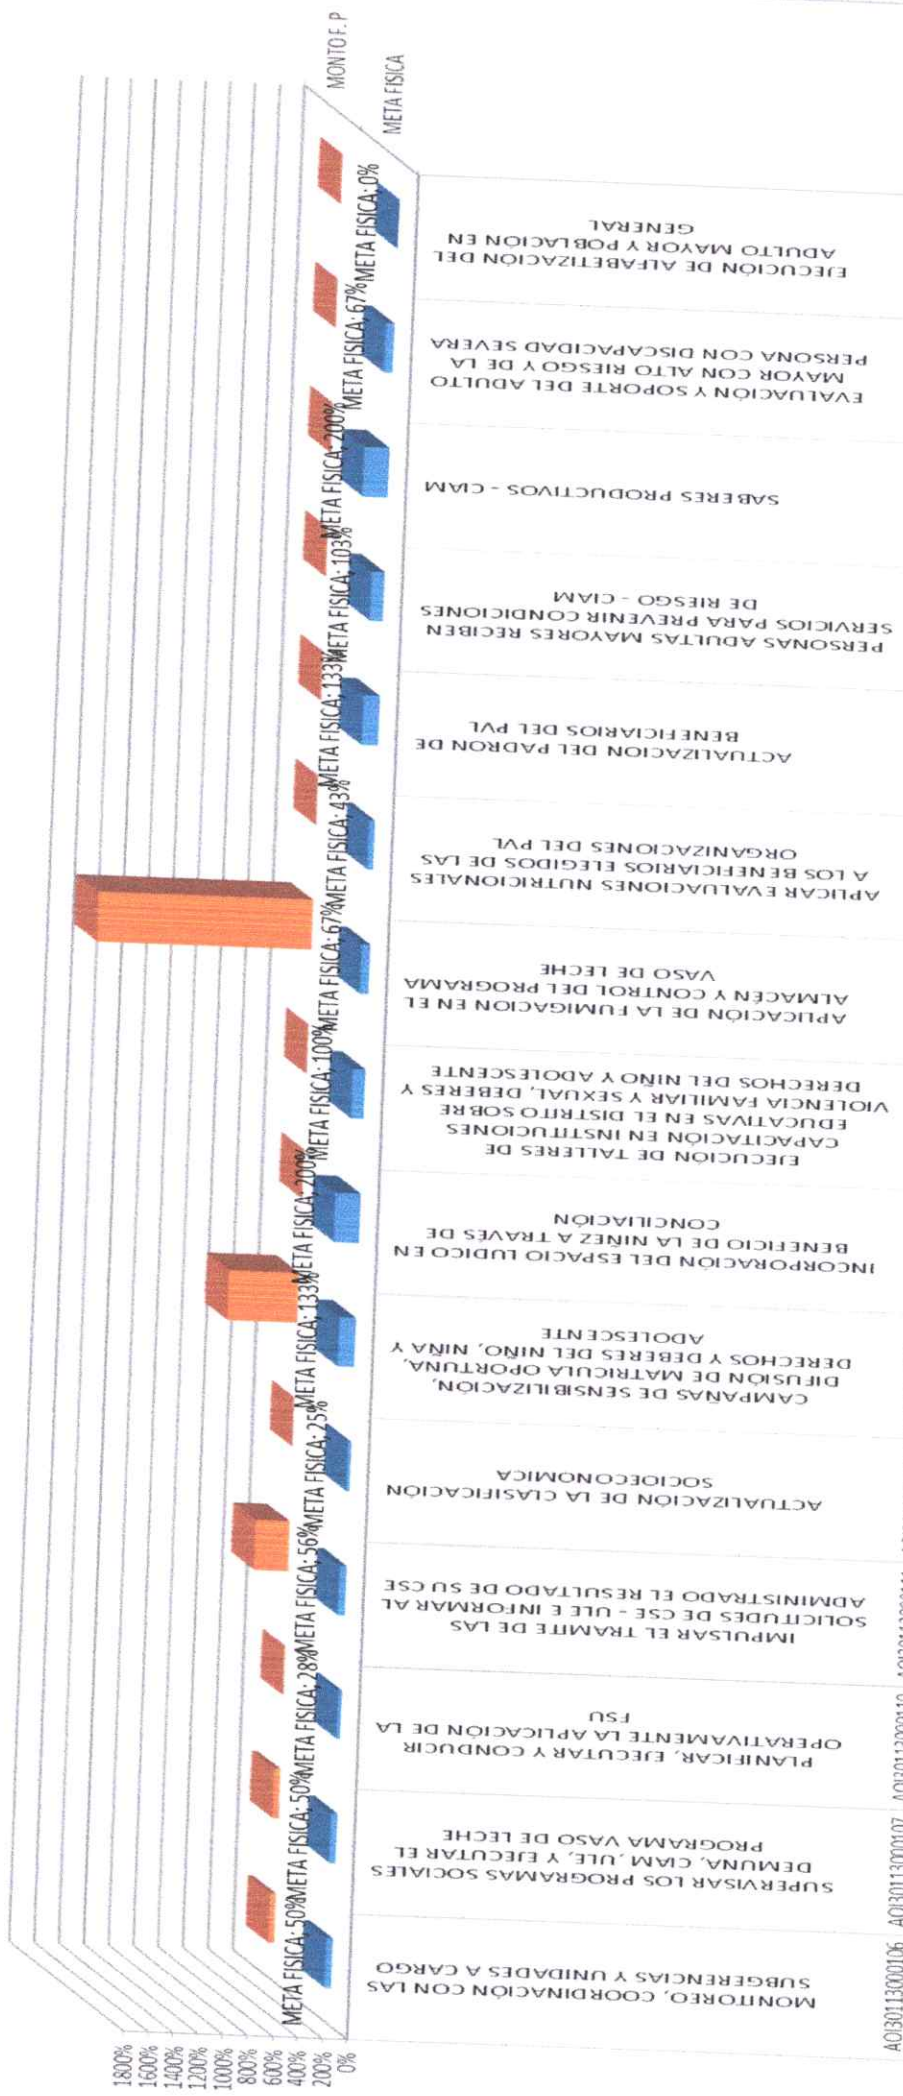 1800%
1600%
1400%
1200%
1000%
800%
600%
400%
200%
0%
META FISICA; 50%
META FISICA; 50%
META FISICA; 28%
META FISICA; 56%
META FISICA; 25%
META FISICA; 133%
META FISICA; 200%
META FISICA; 100%
META FISICA; 67%
META FISICA; 43%
META FISICA; 133%
META FISICA; 103%
META FISICA; 200%
META FISICA; 67%
META FISICA; 0%
MONTO F. P
META FISICA
MONITOREO, COORDINACIÓN CON LAS
SUBGERENCIAS Y UNIDADES A CARGO
SUPERVISAR LOS PROGRAMAS SOCIALES
DEMUNA, CIAM ,ULE, Y EJECUTAR EL
PROGRAMA VASO DE LECHE
PLANIFICAR, EJECUTAR Y CONDUCIR
OPERATIVAMENTE LA APLICACIÓN DE LA
FSU
IMPULSAR EL TRAMITE DE LAS
SOLICITUDES DE CSE - ULE E INFORMAR AL
ADMINISTRADO EL RESULTADO DE SU CSE
ACTUALIZACIÓN DE LA CLASIFICACIÓN
SOCIOECONOMICA
CAMPAÑAS DE SENSIBILIZACIÓN,
DIFUSIÓN DE MATRICULA OPORTUNA,
DERECHOS Y DEBERES DEL NIÑO, NIÑA Y
ADOLESCENTE
INCORPORACIÓN DEL ESPACIO LUDICO EN
BENEFICIO DE LA NIÑEZ A TRAVÉS DE
CONCILIACIÓN
EJECUCIÓN DE TALLERES DE
CAPACITACIÓN EN INSTITUCIONES
EDUCATIVAS EN EL DISTRITO SOBRE
VIOLENCIA FAMILIAR Y SEXUAL, DEBERES Y
DERECHOS DEL NIÑO Y ADOLESCENTE
APLICACIÓN DE LA FUMIGACION EN EL
ALMACÉN Y CONTROL DEL PROGRAMA
VASO DE LECHE
APLICAR EVALUACIONES NUTRICIONALES
A LOS BENEFICIARIOS ELEGIDOS DE LAS
ORGANIZACIONES DEL PVL
ACTUALIZACION DEL PADRON DE
BENEFICIARIOS DEL PVL
PERSONAS ADULTAS MAYORES RECIBEN
SERVICIOS PARA PREVENIR CONDICIONES
DE RIESGO - CIAM
SABERES PRODUCTIVOS - CIAM
EVALUACIÓN Y SOPORTE DEL ADULTO
MAYOR CON ALTO RIESGO Y DE LA
PERSONA CON DISCAPACIDAD SEVERA
EJECUCIÓN DE ALFABETIZACIÓN DEL
ADULTO MAYOR Y POBLACIÓN EN
GENERAL
AOI30113000106
AOI30113000107
AOI30113000110